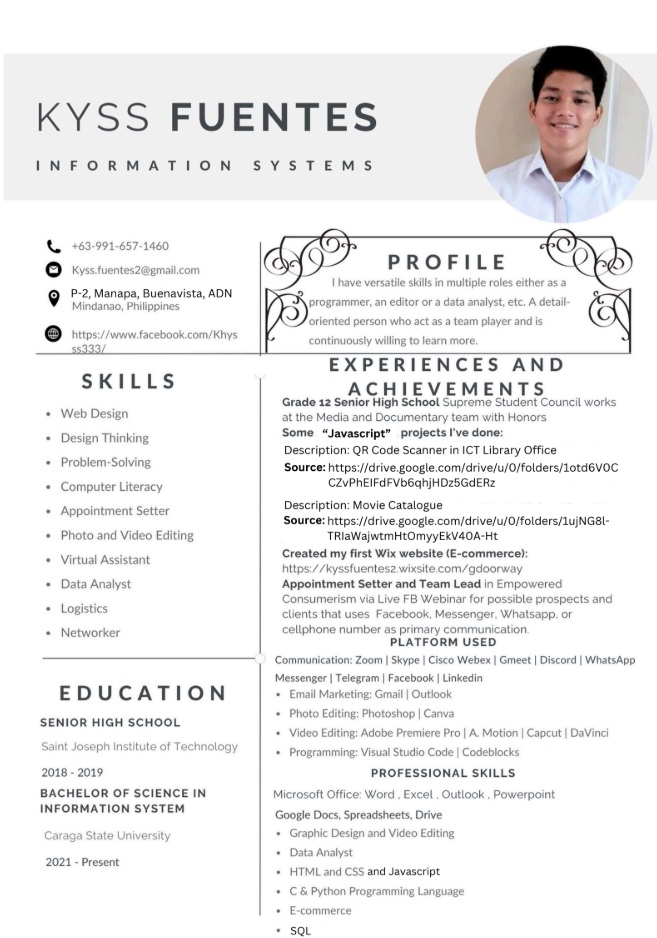 KYSS FUENTES
INFORMATION SYSTEMS
+63-991-657-1460
Kyss.fuentes2@gmail.com
P-2, Manapa, Buenavista, ADN
Mindanao, Philippines
https://www.facebook.com/Khys
ss333/
PROFILE
I have versatile skills in multiple roles either as a
programmer, an editor or a data analyst, etc. A detail-
oriented person who act as a team player and is
continuously willing to learn more.
SKILLS
• Web Design
• Design Thinking
• Problem-Solving
• Computer Literacy
• Appointment Setter
• Photo and Video Editing
• Virtual Assistant
• Data Analyst
• Logistics
• Networker
EDUCATION
SENIOR HIGH SCHOOL
Saint Joseph Institute of Technology
2018 - 2019
BACHELOR OF SCIENCE IN
INFORMATION SYSTEM
Caraga State University
2021 - Present
EXPERIENCES AND
ACHIEVEMENTS
Grade 12 Senior High School Supreme Student Council works
at the Media and Documentary team with Honors
Some “Javascript” projects I've done:
Description: QR Code Scanner in ICT Library Office
Source: https://drive.google.com/drive/u/0/folders/1otd6V0C
CZvPhEIFdFVb6qhjHDz5GdERz
Description: Movie Catalogue
Source: https://drive.google.com/drive/u/0/folders/1ujNG8l-
TRIaWajwtmHtOmyyEkV40A-Ht
Created my first Wix website (E-commerce):
https://kyssfuentes2.wixsite.com/gdoorway
Appointment Setter and Team Lead in Empowered
Consumerism via Live FB Webinar for possible prospects and
clients that uses Facebook, Messenger, Whatsapp, or
cellphone number as primary communication.
PLATFORM USED
Communication: Zoom | Skype | Cisco Webex | Gmeet | Discord | WhatsApp
Messenger | Telegram | Facebook | Linkedin
• Email Marketing: Gmail | Outlook
• Photo Editing: Photoshop | Canva
• Video Editing: Adobe Premiere Pro | A. Motion | Capcut | DaVinci
• Programming: Visual Studio Code | Codeblocks
PROFESSIONAL SKILLS
Microsoft Office: Word , Excel , Outlook , Powerpoint
Google Docs, Spreadsheets, Drive
• Graphic Design and Video Editing
• Data Analyst
• HTML and CSS and Javascript
• C & Python Programming Language
• E-commerce
• SQL